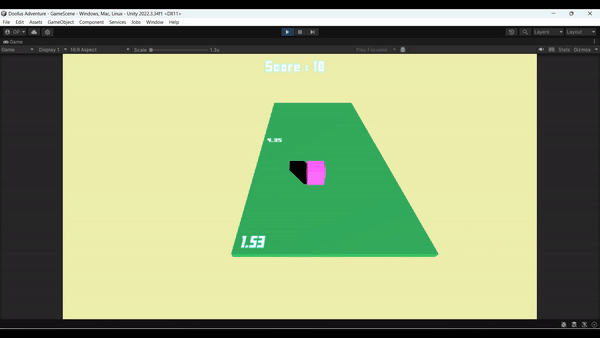 Doofus Adventure - GameScene - Windows, Mac, Linux - Unity 2022.3.34f1 <DX11>
File Edit Assets GameObject Component Services Jobs Window Help
OP Layers Layout
Game
Game Display 1 16:9 Aspect Scale 1.2x Play Focused Stats Gizmos
Score : 10
4.35
1.53